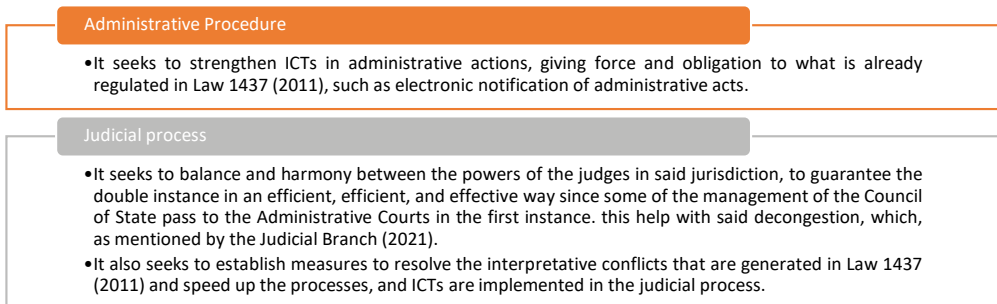 Administrative Procedure
•It seeks to strengthen ICTs in administrative actions, giving force and obligation to what is already
regulated in Law 1437 (2011), such as electronic notification of administrative acts.
Judicial process
•It seeks to balance and harmony between the powers of the judges in said jurisdiction, to guarantee the
double instance in an efficient, efficient, and effective way since some of the management of the Council
of State pass to the Administrative Courts in the first instance. this help with said decongestion, which,
as mentioned by the Judicial Branch (2021).
•It also seeks to establish measures to resolve the interpretative conflicts that are generated in Law 1437
(2011) and speed up the processes, and ICTs are implemented in the judicial process.